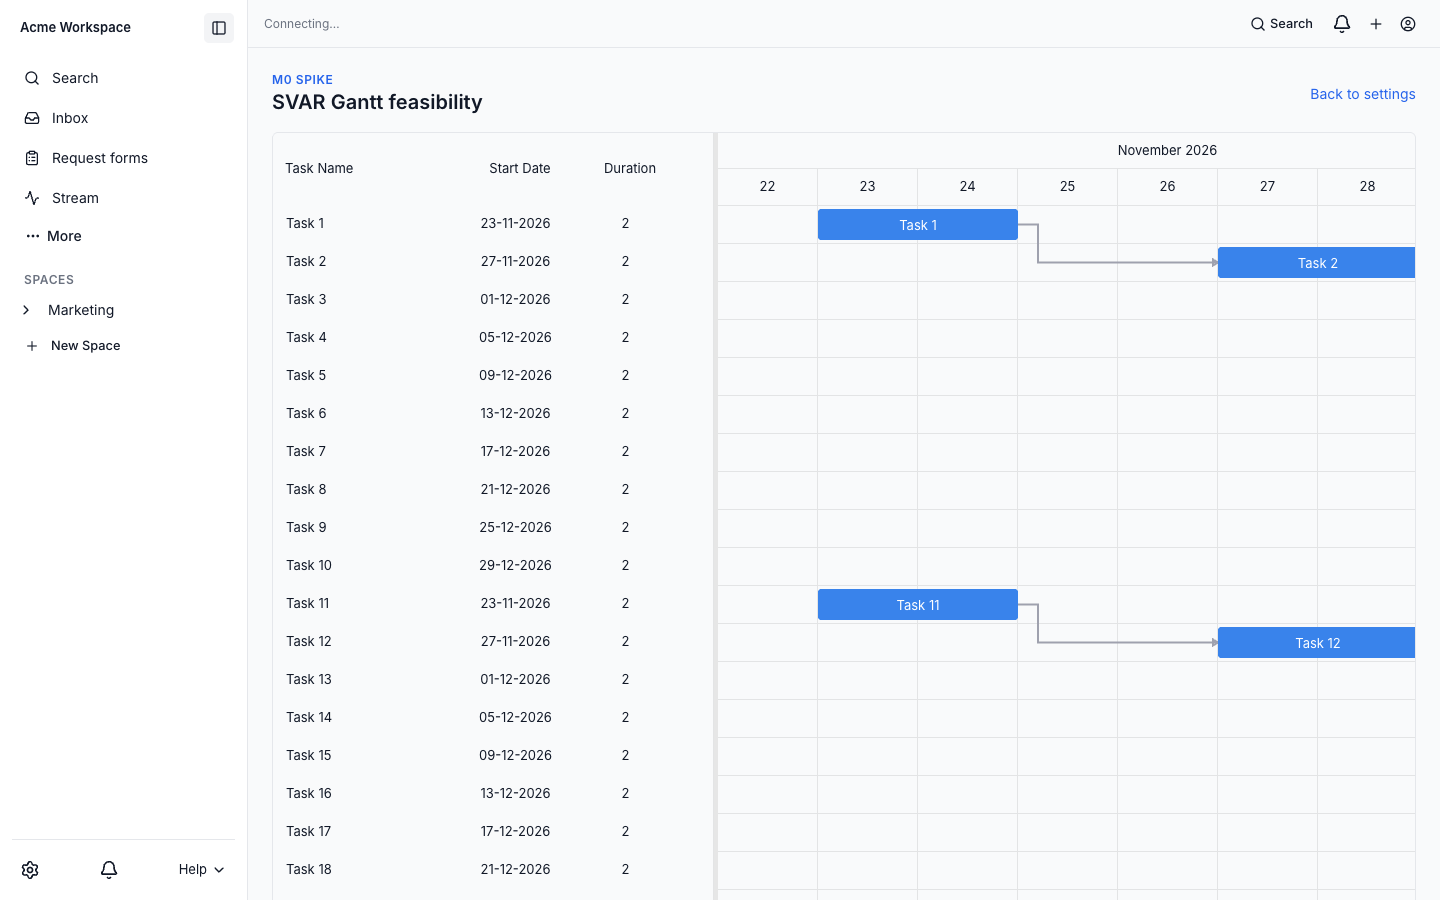 Acme Workspace
Search
Inbox
Request forms
Stream
More
SPACES
Marketing
New Space
Help
Connecting...
Search
M0 SPIKE
SVAR Gantt feasibility
Back to settings
Task Name Start Date Duration
Task 1 23-11-2026 2
Task 2 27-11-2026 2
Task 3 01-12-2026 2
Task 4 05-12-2026 2
Task 5 09-12-2026 2
Task 6 13-12-2026 2
Task 7 17-12-2026 2
Task 8 21-12-2026 2
Task 9 25-12-2026 2
Task 10 29-12-2026 2
Task 11 23-11-2026 2
Task 12 27-11-2026 2
Task 13 01-12-2026 2
Task 14 05-12-2026 2
Task 15 09-12-2026 2
Task 16 13-12-2026 2
Task 17 17-12-2026 2
Task 18 21-12-2026 2
November 2026
22 23 24 25 26 27 28
Task 1
Task 2
Task 11
Task 12